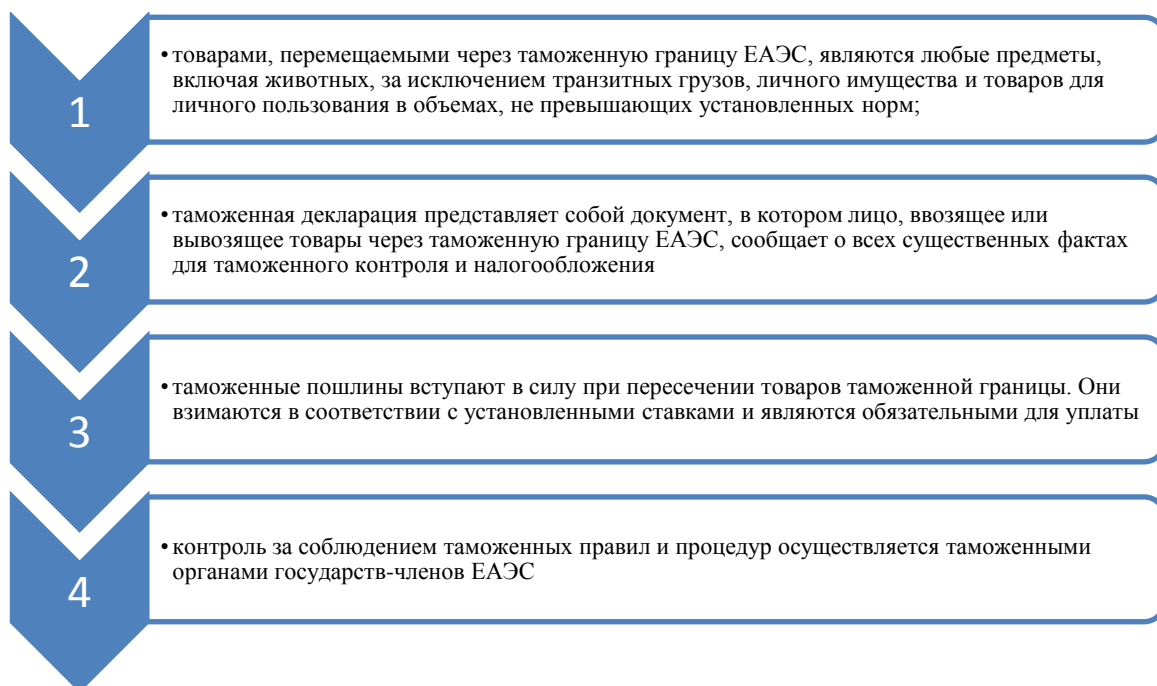 1
• товарами, перемещаемыми через таможенную границу ЕАЭС, являются любые предметы,
включая животных, за исключением транзитных грузов, личного имущества и товаров для
личного пользования в объемах, не превышающих установленных норм;
2
• таможенная декларация представляет собой документ, в котором лицо, ввозящее или
вывозящее товары через таможенную границу ЕАЭС, сообщает о всех существенных фактах
для таможенного контроля и налогообложения
3
• таможенные пошлины вступают в силу при пересечении товаров таможенной границы. Они
взимаются в соответствии с установленными ставками и являются обязательными для уплаты
4
• контроль за соблюдением таможенных правил и процедур осуществляется таможенными
органами государств-членов ЕАЭС